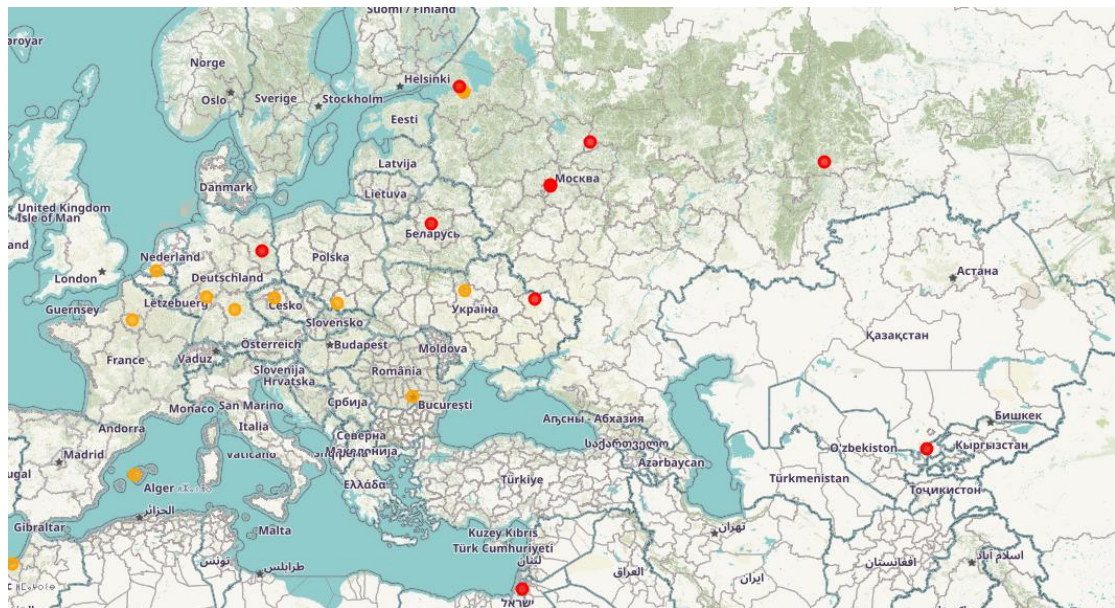 Suomi / Finland
Norge
Helsinki
Oslo
Sverige
Stockholm
Eesti
Latvija
Danmark
Lietuva
Москва
United Kingdom
Isle of Man
Беларусь
Nederland
Polska
London
Deutschland
Астана
Guernsey
Lëtzebuerg
Česko
Україна
Slovensko
Қазақстан
France
Vaduz
Österreich
Budapest
Moldova
Slovenija
Hrvatska
România
Monaco
San Marino
Србија
București
Аҧсны - Абхазия
Бишкек
Andorra
Italia
Северна
Македонија
საქართველო
O'zbekiston
Кыргызстан
Madrid
Azərbaycan
Türkmenistan
Alger
Ελλάδα
Türkiye
Тоҷикистон
الجزائر
Gibraltar
Malta
Kuzey Kıbrıs
Türk Cumhuriyeti
تهران
تونس
طرابلس
لبنان
العراق
ایران
افغانستان
اسلام آباد
ישראל